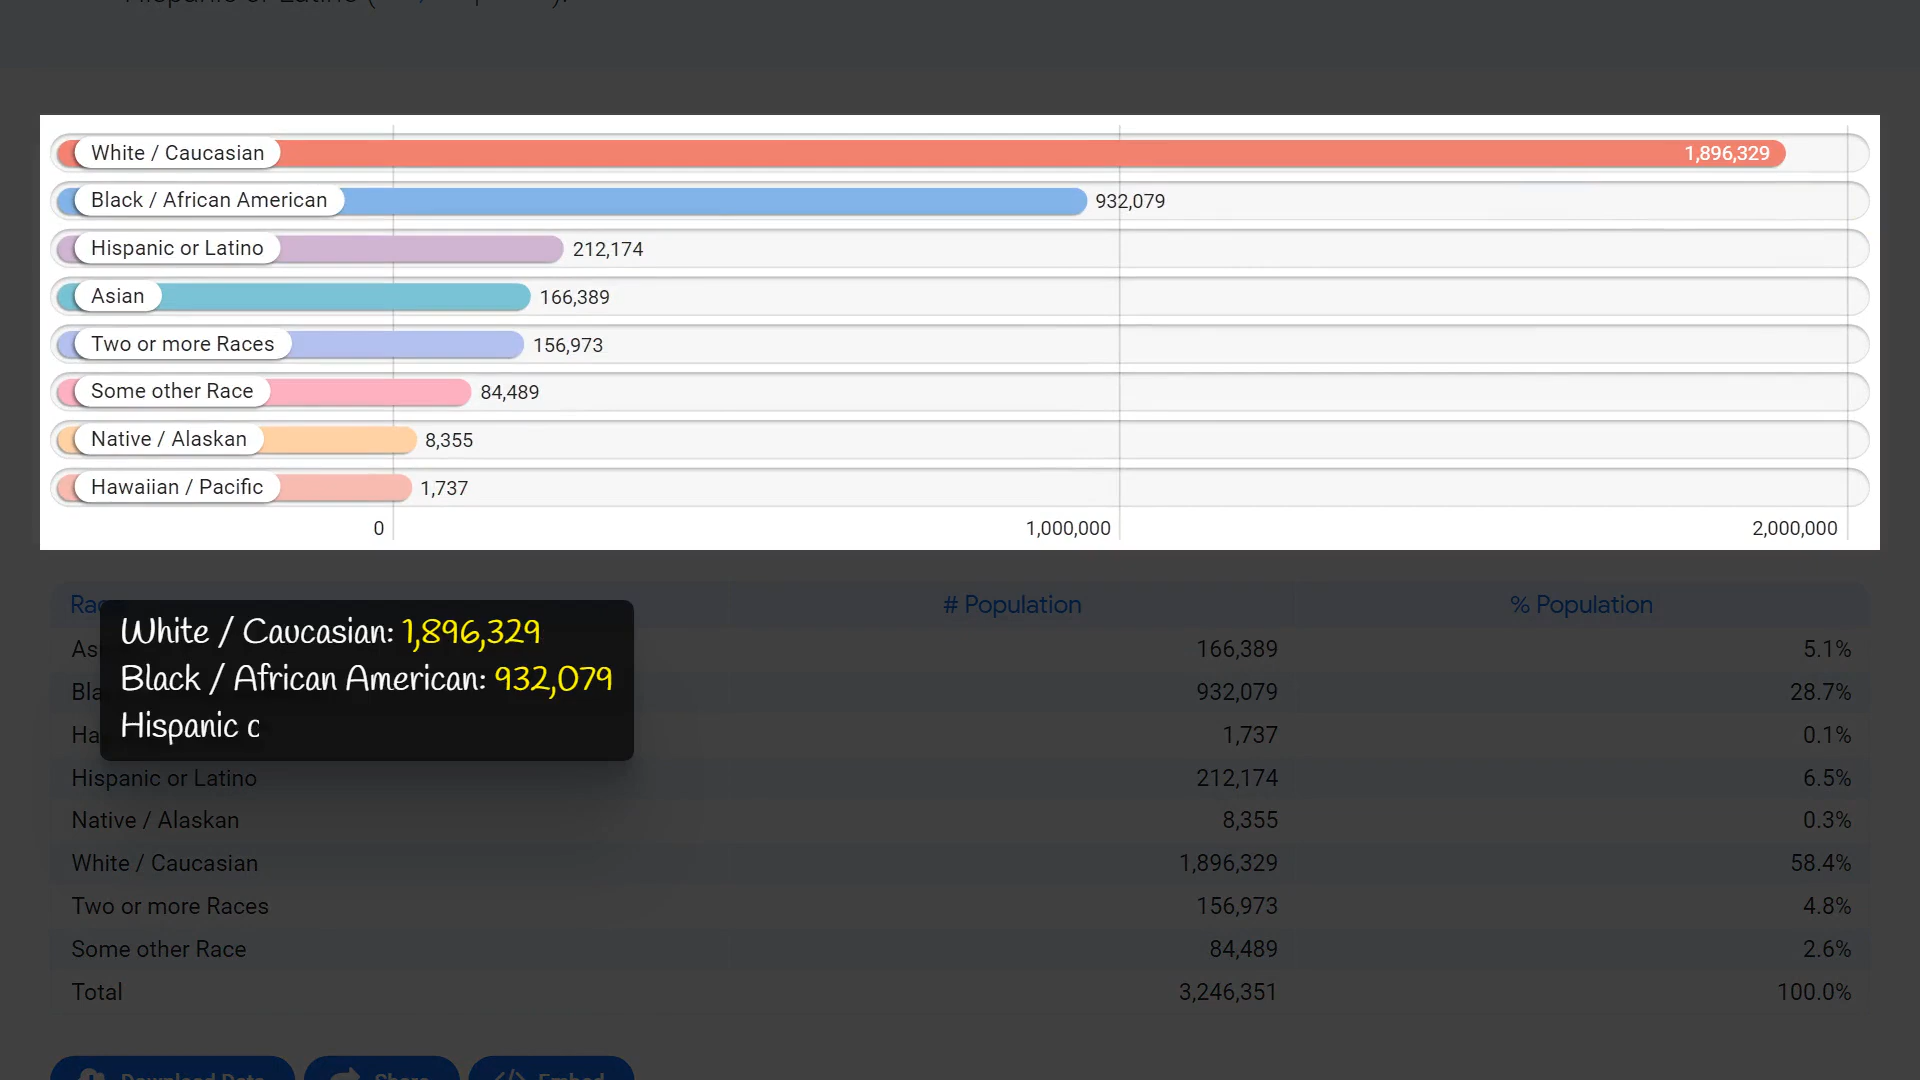 White / Caucasian 1,896,329
Black / African American 932,079
Hispanic or Latino 212,174
Asian 166,389
Two or more Races 156,973
Some other Race 84,489
Native / Alaskan 8,355
Hawaiian / Pacific 1,737
0 1,000,000 2,000,000
# Population % Population
White / Caucasian: 1,896,329
Black / African American: 932,079
Hispanic
166,389 5.1%
932,079 28.7%
1,737 0.1%
Hispanic or Latino 212,174 6.5%
Native / Alaskan 8,355 0.3%
White / Caucasian 1,896,329 58.4%
Two or more Races 156,973 4.8%
Some other Race 84,489 2.6%
Total 3,246,351 100.0%
Download Data Share Embed